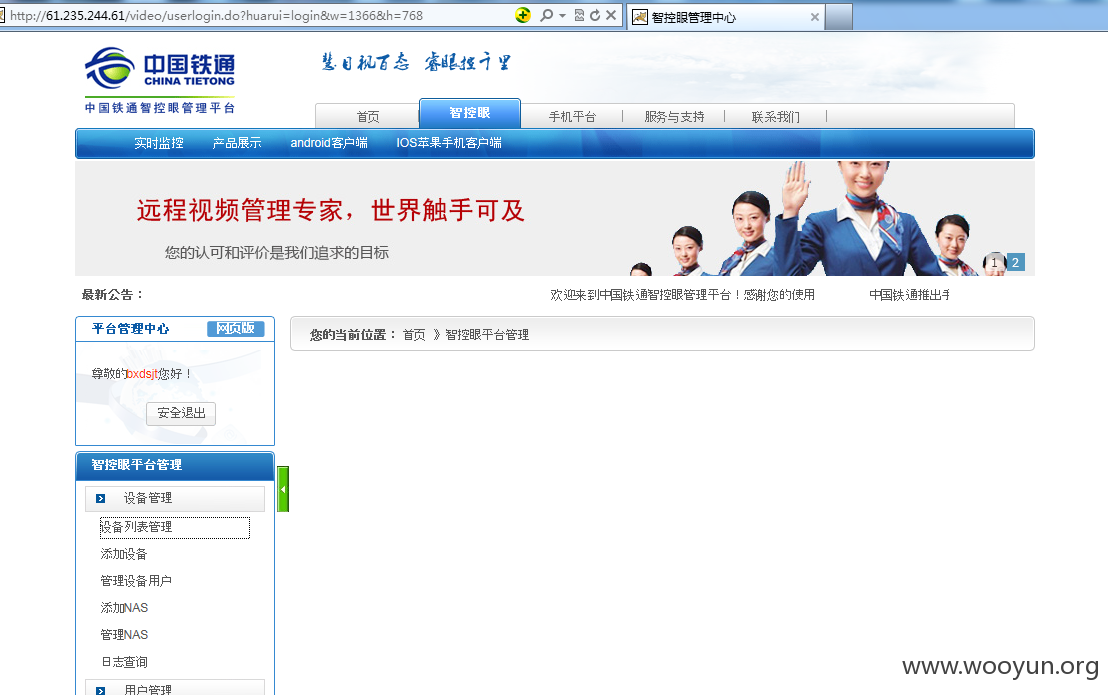 http://61.235.244.61/video/userlogin.do?huarui=login&w=1366&h=768
智控眼管理中心
中国铁通
CHINA TIETONG
中国铁通智控眼管理平台
慧目机百态 睿眼控千里
首页 智控眼 手机平台 服务与支持 联系我们
实时监控 产品展示 android客户端 IOS苹果手机客户端
远程视频管理专家，世界触手可及
您的认可和评价是我们追求的目标
1 2
最新公告： 欢迎来到中国铁通智控眼管理平台！感谢您的使用 中国铁通推出手
平台管理中心 网页版
您的当前位置： 首页 》智控眼平台管理
尊敬的bxdsjt您好！
安全退出
智控眼平台管理
设备管理
设备列表管理
添加设备
管理设备用户
添加NAS
管理NAS
日志查询
用户管理
www.wooyun.org